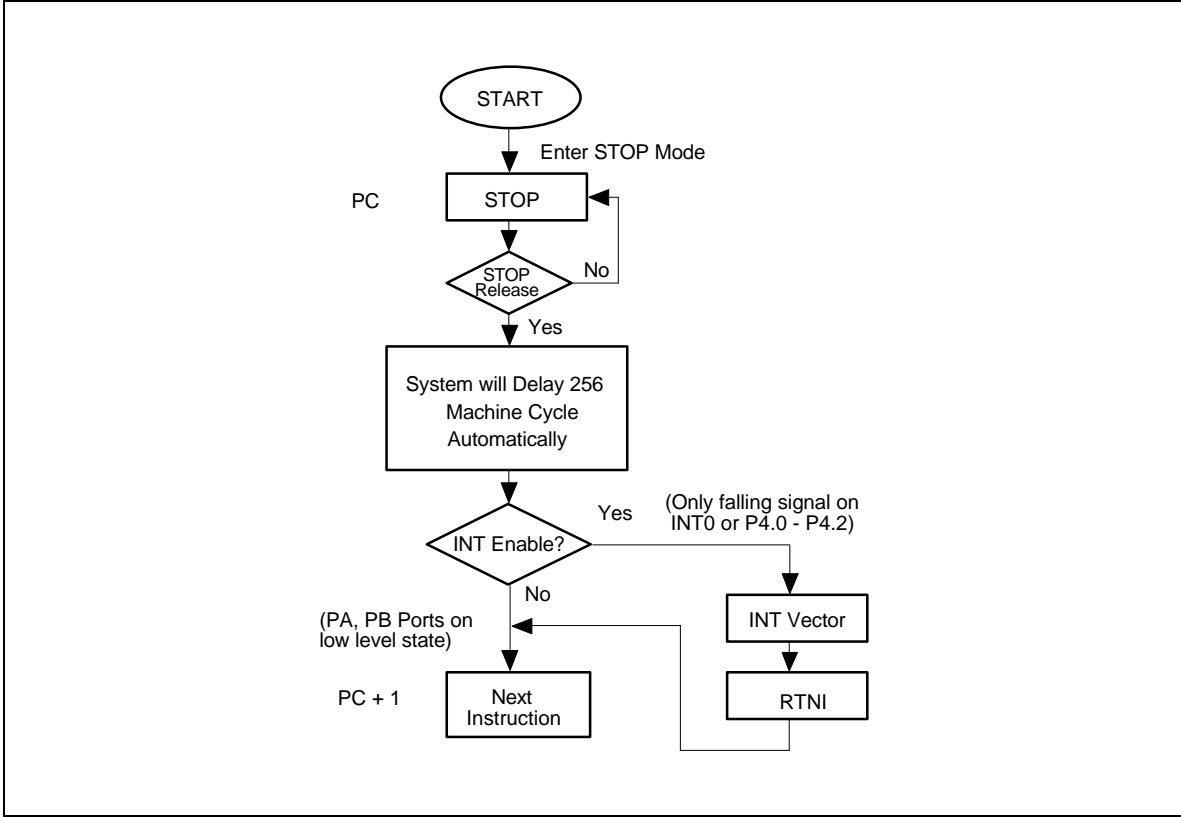 START
Enter STOP Mode
PC
STOP
STOP
Release
No
Yes
System will Delay 256
Machine Cycle
Automatically
Yes
(Only falling signal on
INT0 or P4.0 - P4.2)
INT Enable?
No
(PA, PB Ports on
low level state)
INT Vector
PC + 1
Next
Instruction
RTNI